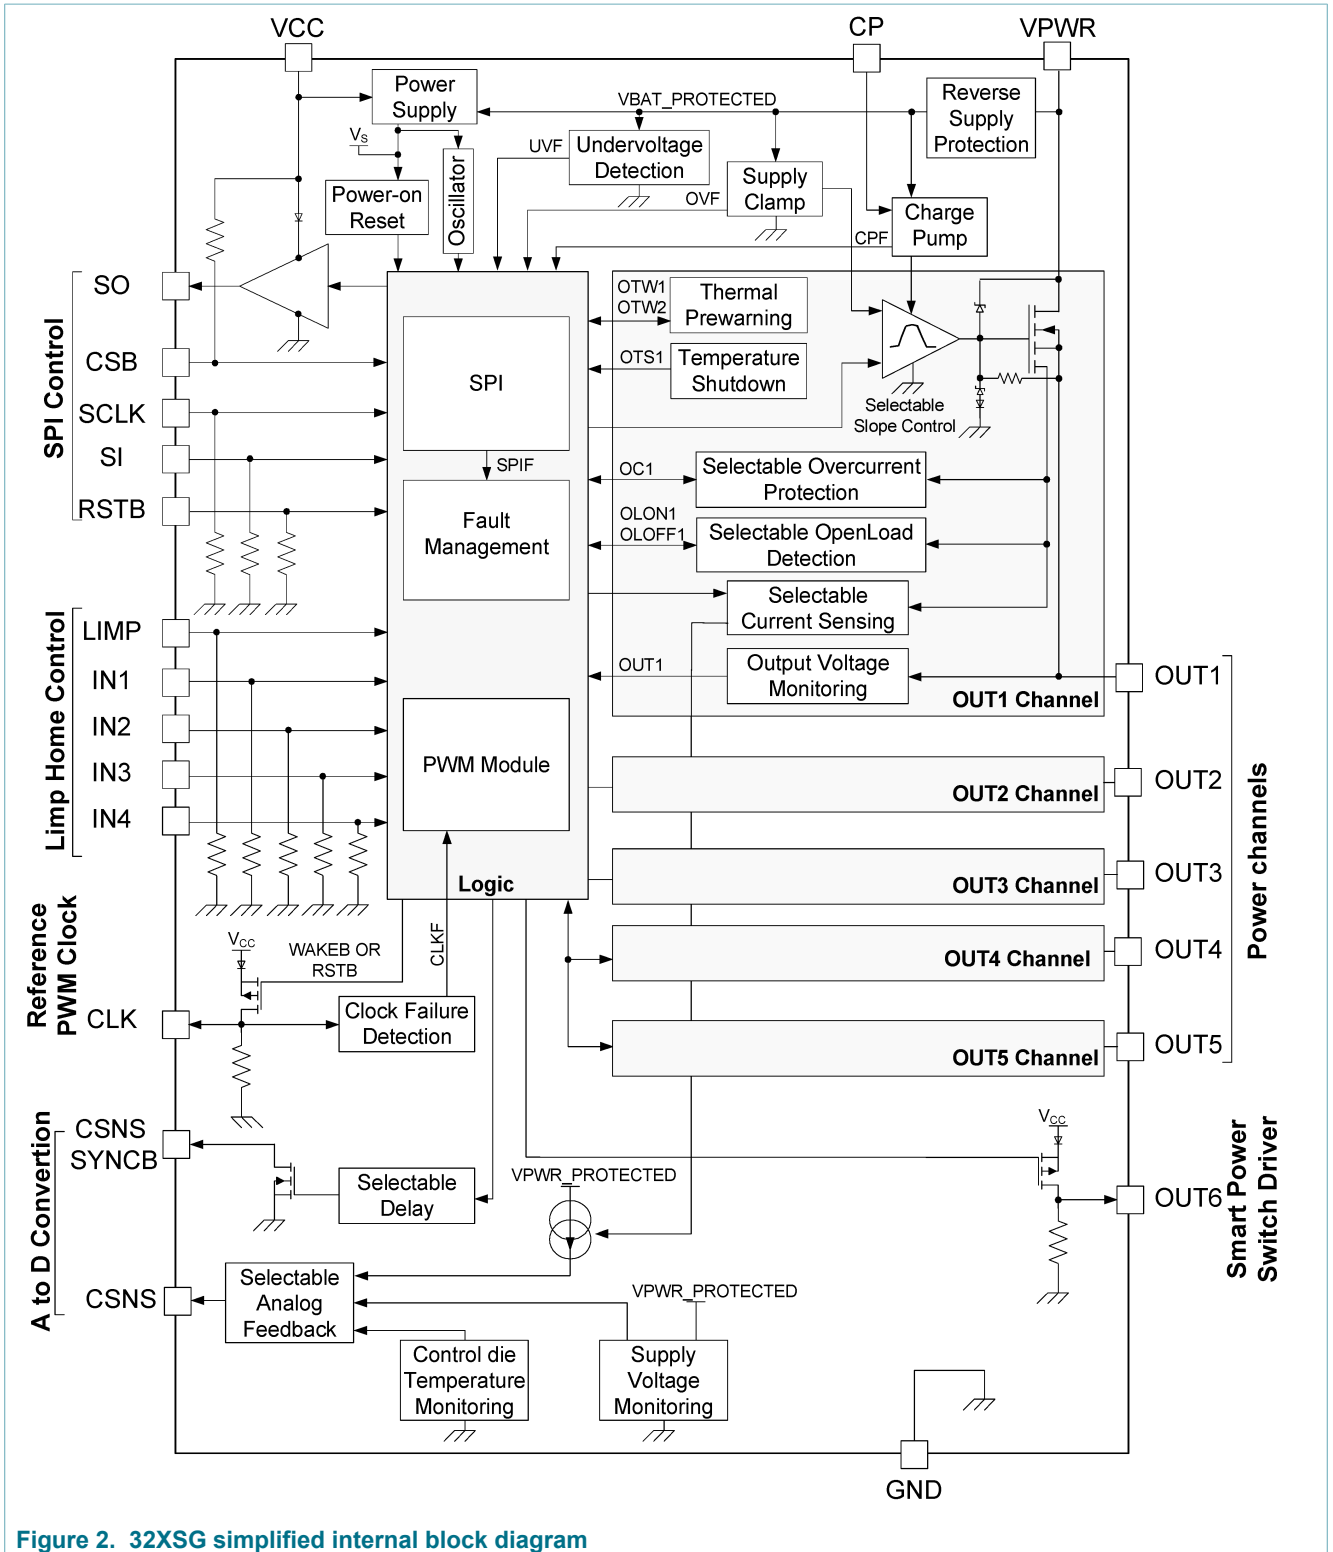 VCC
CP
VPWR
Power
Supply
VBAT_PROTECTED
Reverse
Supply
Protection
VS
UVF
Undervoltage
Detection
Oscillator
Power-on
Reset
Supply
Clamp
OVF
Charge
Pump
CPF
SPI Control
SO
CSB
SCLK
SI
RSTB
SPI
SPIF
Fault
Management
OTW1
OTW2
Thermal
Prewarning
OTS1
Temperature
Shutdown
Selectable
Slope Control
OC1
Selectable Overcurrent
Protection
OLON1
OLOFF1
Selectable OpenLoad
Detection
Selectable
Current Sensing
OUT1
Output Voltage
Monitoring
OUT1 Channel
OUT1
Limp Home Control
LIMP
IN1
IN2
IN3
IN4
PWM Module
Logic
OUT2 Channel
OUT2
OUT3 Channel
OUT3
OUT4 Channel
OUT4
OUT5 Channel
OUT5
Power channels
Reference
PWM Clock
VCC
WAKEB OR
RSTB
CLKF
CLK
Clock Failure
Detection
A to D Convertion
CSNS
SYNCB
Selectable
Delay
VPWR_PROTECTED
VCC
OUT6
Smart Power
Switch Driver
CSNS
Selectable
Analog
Feedback
VPWR_PROTECTED
Control die
Temperature
Monitoring
Supply
Voltage
Monitoring
GND
Figure 2. 32XSG simplified internal block diagram